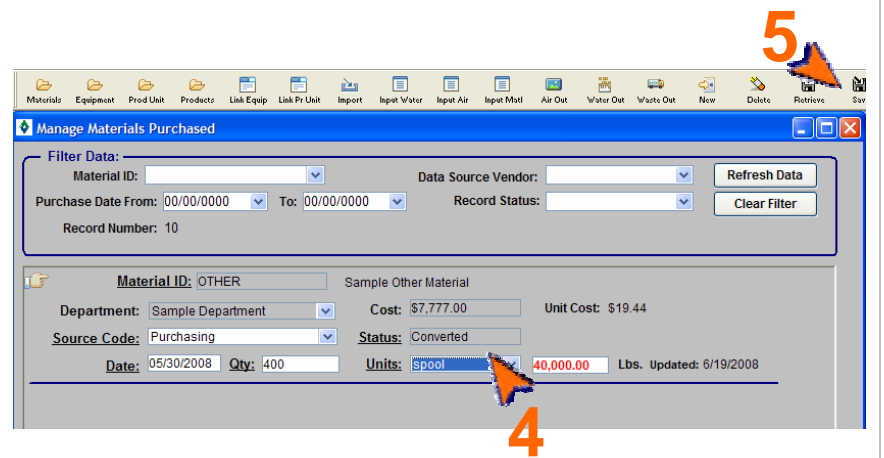 5
Materials Equipment Prod Unit Products Link Equip Link Pr Unit Import Input Water Input Air Input Matl Air Out Water Out Waste Out New Delete Retrieve Sav
Manage Materials Purchased
Filter Data:
Material ID: Data Source Vendor: Refresh Data
Purchase Date From: 00/00/0000 To: 00/00/0000 Record Status: Clear Filter
Record Number: 10
Material ID: OTHER Sample Other Material
Department: Sample Department Cost: $7,777.00 Unit Cost: $19.44
Source Code: Purchasing Status: Converted
Date: 05/30/2008 Qty: 400 Units: spool 40,000.00 Lbs. Updated: 6/19/2008
4